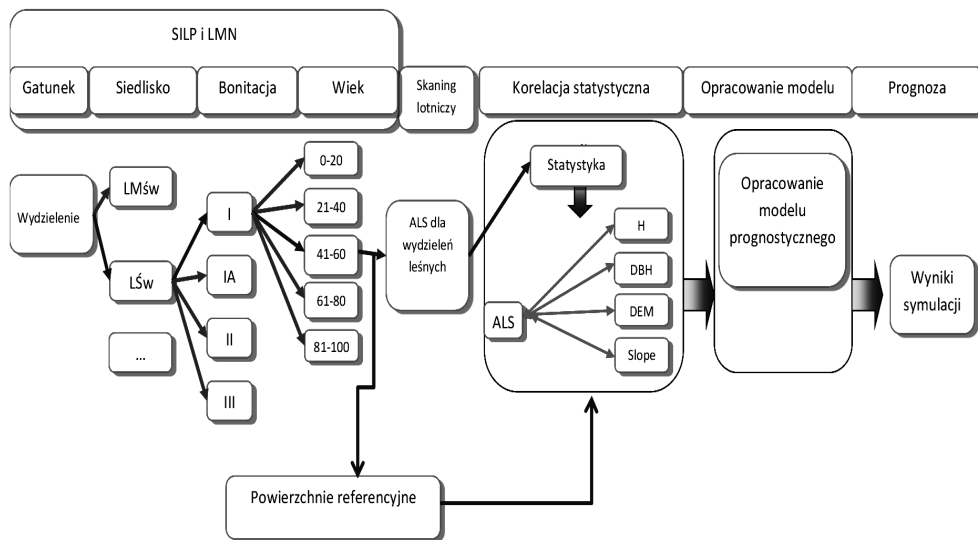 SILP i LMN
Gatunek
Siedlisko
Bonitacja
Wiek
Skaning
lotniczy
Korelacja statystyczna
Opracowanie modelu
Prognoza
Wydzielenie
LMśw
LŚw
...
I
IA
II
III
0-20
21-40
41-60
61-80
81-100
ALS dla
wydzieleń
leśnych
Statystyka
ALS
H
DBH
DEM
Slope
Opracowanie
modelu
prognostycznego
Wyniki
symulacji
Powierzchnie referencyjne